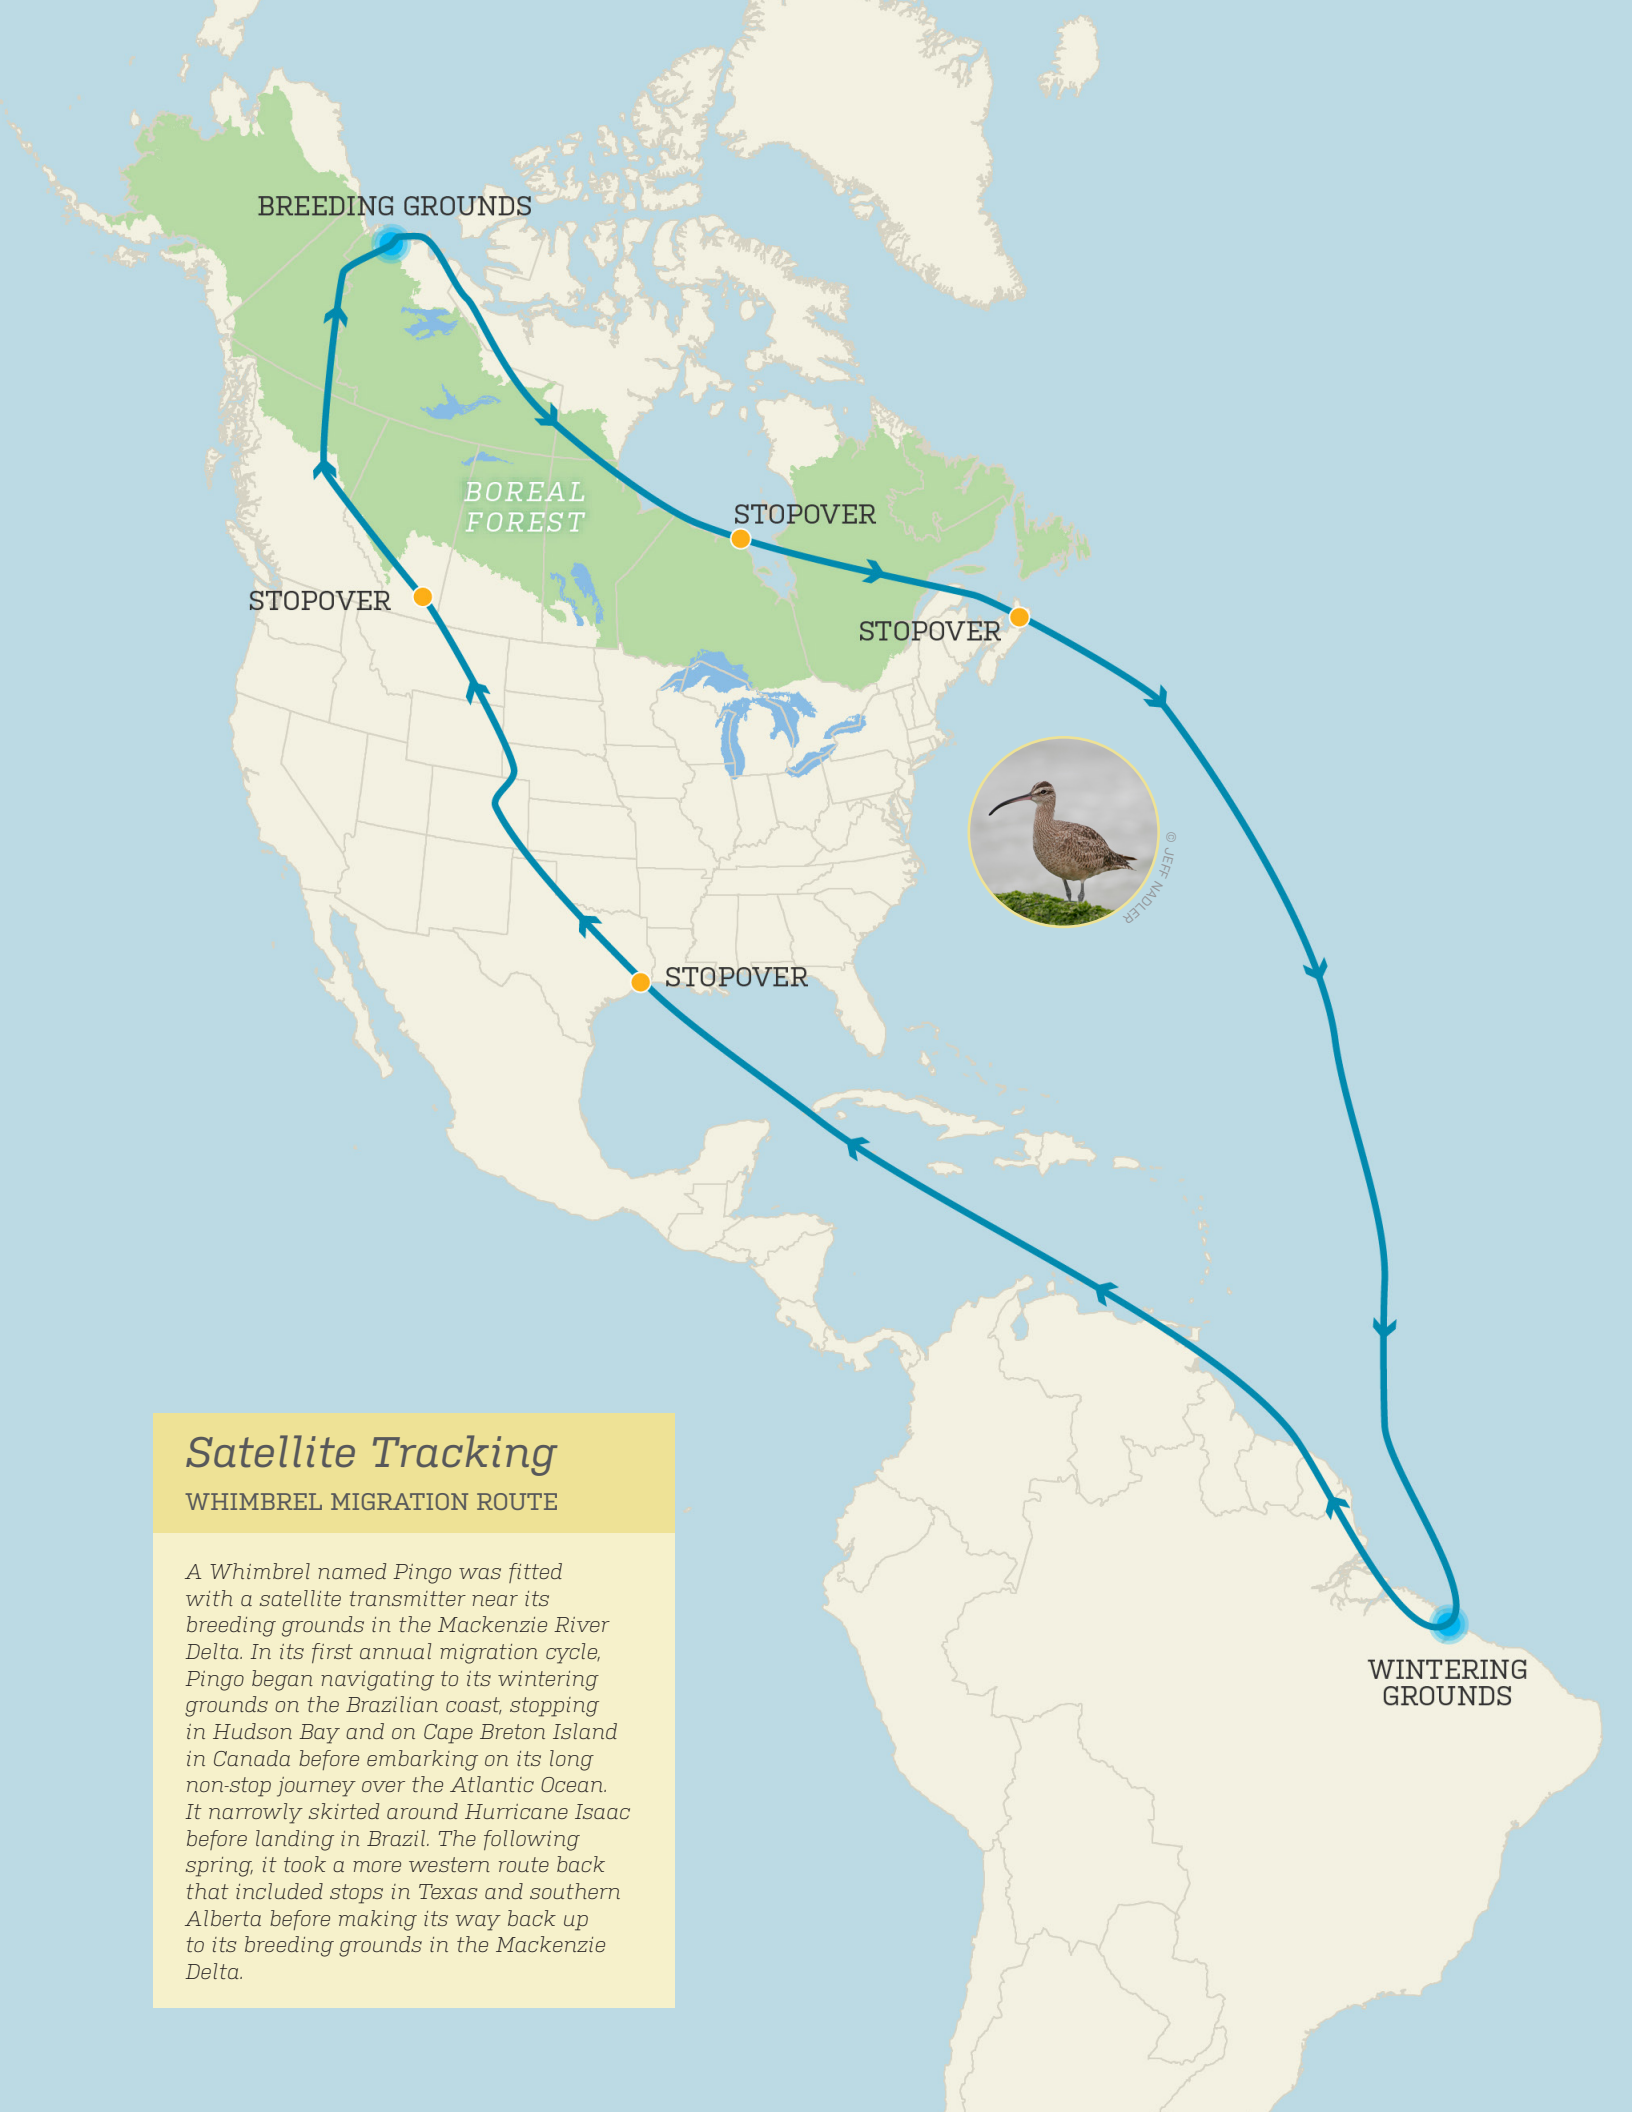 BREEDING GROUNDS
BOREAL
FOREST
STOPOVER
STOPOVER
STOPOVER
© JEFF NADLER
STOPOVER
WINTERING
GROUNDS
Satellite Tracking
WHIMBREL MIGRATION ROUTE
A Whimbrel named Pingo was fitted
with a satellite transmitter near its
breeding grounds in the Mackenzie River
Delta. In its first annual migration cycle,
Pingo began navigating to its wintering
grounds on the Brazilian coast, stopping
in Hudson Bay and on Cape Breton Island
in Canada before embarking on its long
non-stop journey over the Atlantic Ocean.
It narrowly skirted around Hurricane Isaac
before landing in Brazil. The following
spring, it took a more western route back
that included stops in Texas and southern
Alberta before making its way back up
to its breeding grounds in the Mackenzie
Delta.